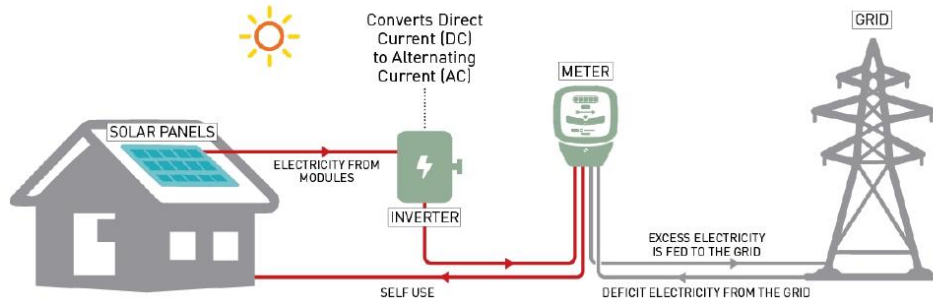 Converts Direct
Current (DC)
to Alternating
Current (AC)
GRID
METER
SOLAR PANELS
ELECTRICITY FROM
MODULES
INVERTER
EXCESS ELECTRICITY
IS FED TO THE GRID
SELF USE
DEFICIT ELECTRICITY FROM THE GRID